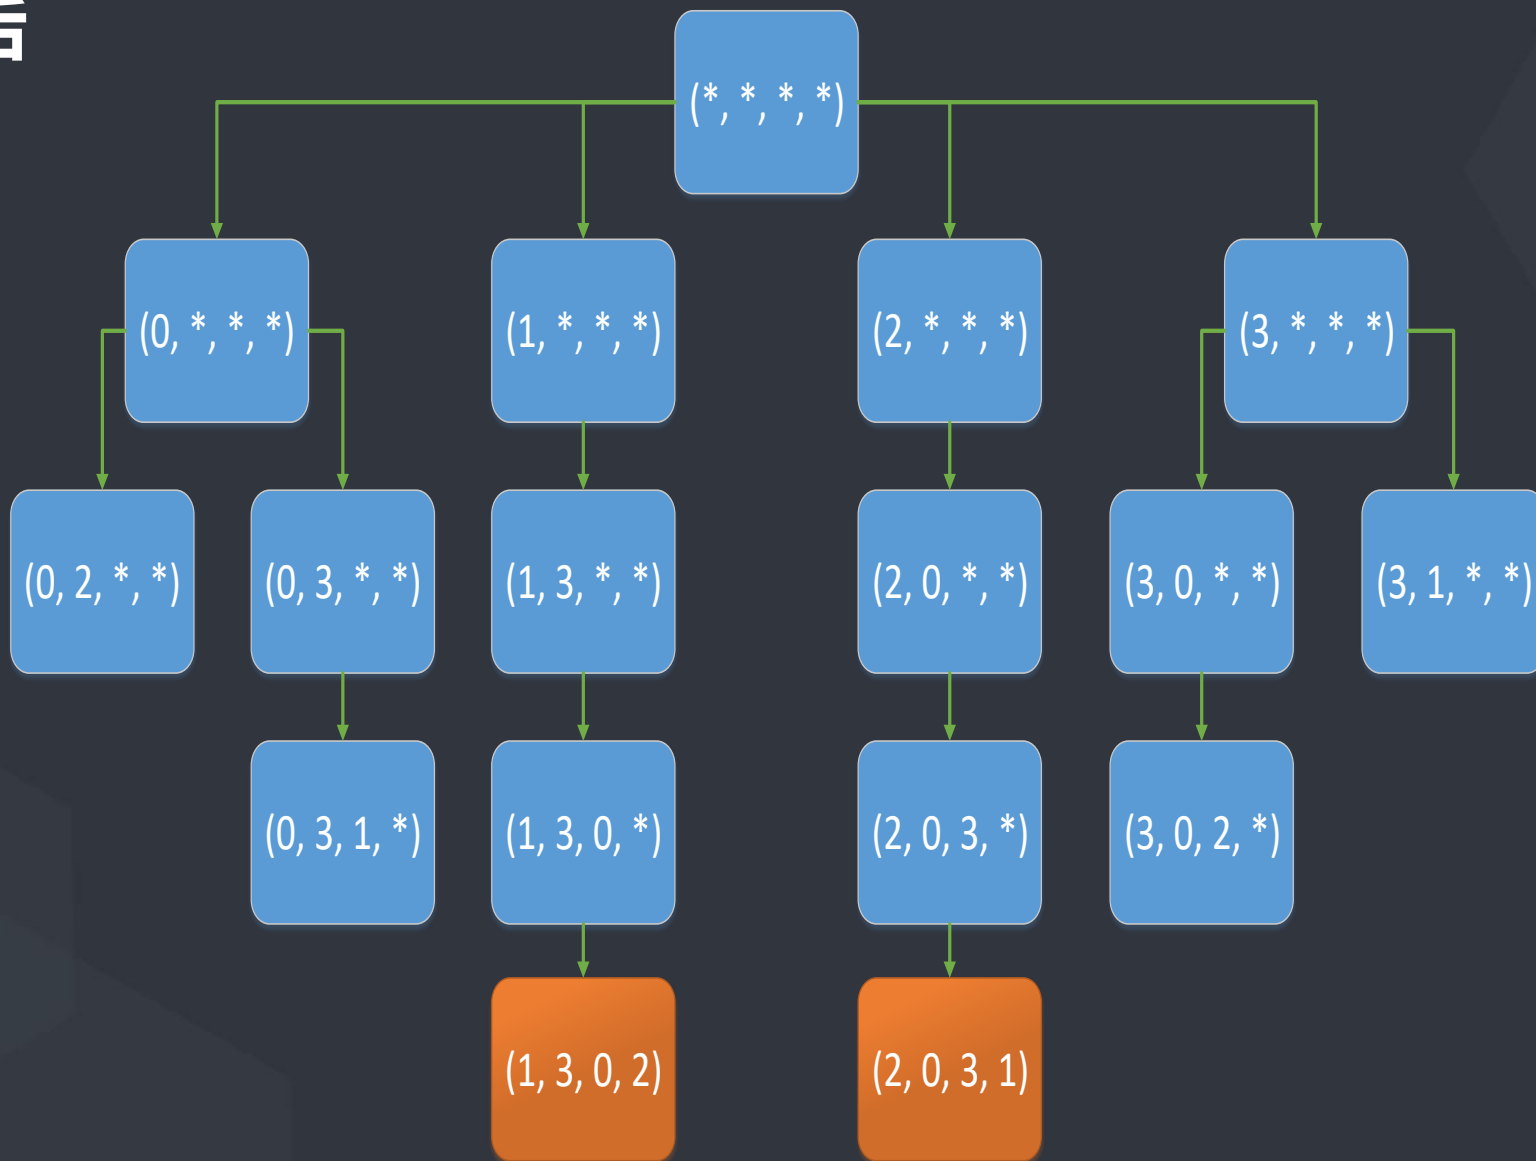 (*, *, *, *)
(0, *, *, *)
(1, *, *, *)
(2, *, *, *)
(3, *, *, *)
(0, 2, *, *)
(0, 3, *, *)
(1, 3, *, *)
(2, 0, *, *)
(3, 0, *, *)
(3, 1, *, *)
(0, 3, 1, *)
(1, 3, 0, *)
(2, 0, 3, *)
(3, 0, 2, *)
(1, 3, 0, 2)
(2, 0, 3, 1)